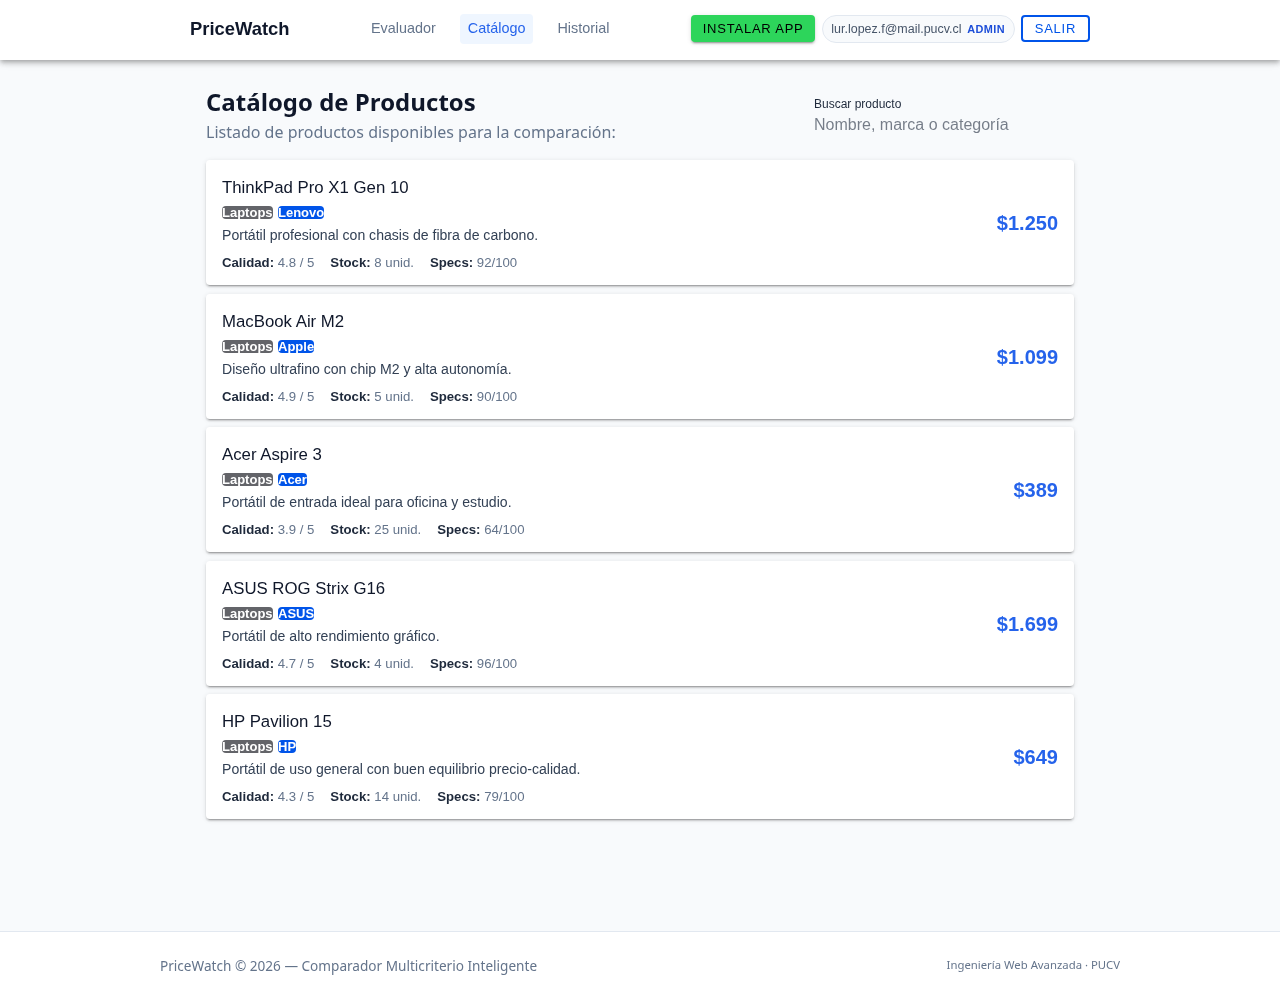 PriceWatch
Evaluador
Catálogo
Historial
INSTALAR APP
lur.lopez.f@mail.pucv.cl ADMIN
SALIR
Catálogo de Productos
Listado de productos disponibles para la comparación:
Buscar producto
Nombre, marca o categoría
ThinkPad Pro X1 Gen 10
Laptops Lenovo
Portátil profesional con chasis de fibra de carbono.
Calidad: 4.8 / 5 Stock: 8 unid. Specs: 92/100
$1.250
MacBook Air M2
Laptops Apple
Diseño ultrafino con chip M2 y alta autonomía.
Calidad: 4.9 / 5 Stock: 5 unid. Specs: 90/100
$1.099
Acer Aspire 3
Laptops Acer
Portátil de entrada ideal para oficina y estudio.
Calidad: 3.9 / 5 Stock: 25 unid. Specs: 64/100
$389
ASUS ROG Strix G16
Laptops ASUS
Portátil de alto rendimiento gráfico.
Calidad: 4.7 / 5 Stock: 4 unid. Specs: 96/100
$1.699
HP Pavilion 15
Laptops HP
Portátil de uso general con buen equilibrio precio-calidad.
Calidad: 4.3 / 5 Stock: 14 unid. Specs: 79/100
$649
PriceWatch © 2026 — Comparador Multicriterio Inteligente
Ingeniería Web Avanzada · PUCV